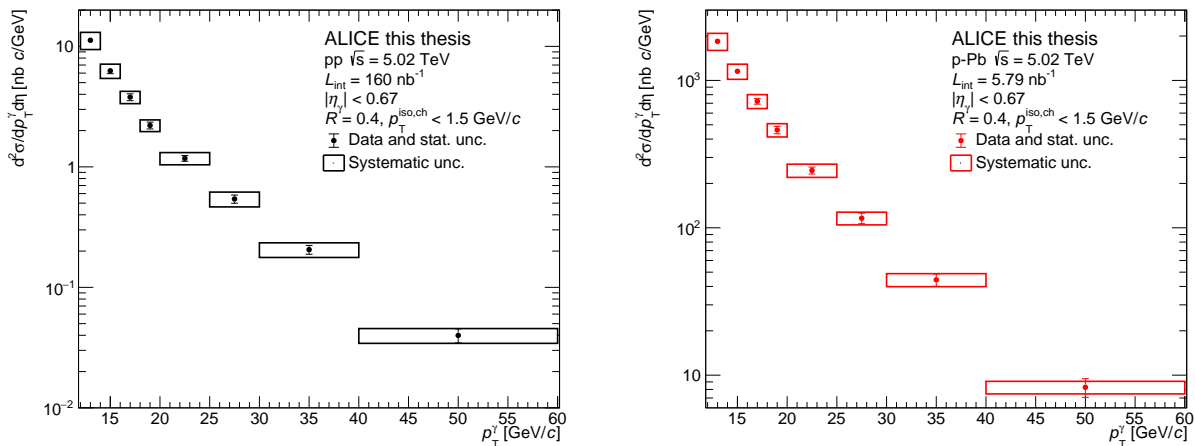 ALICE this thesis
pp √s = 5.02 TeV
L_int = 160 nb⁻¹
|η_γ| < 0.67
R = 0.4, p_T^iso,ch < 1.5 GeV/c
Data and stat. unc.
Systematic unc.
d²σ/dp_T^γdη [nb c/GeV]
10
1
10⁻¹
10⁻²
15 20 25 30 35 40 45 50 55 60
p_T^γ [GeV/c]
ALICE this thesis
p-Pb √s = 5.02 TeV
L_int = 5.79 nb⁻¹
|η_γ| < 0.67
R = 0.4, p_T^iso,ch < 1.5 GeV/c
Data and stat. unc.
Systematic unc.
d²σ/dp_T^γdη [nb c/GeV]
10³
10²
10
15 20 25 30 35 40 45 50 55 60
p_T^γ [GeV/c]